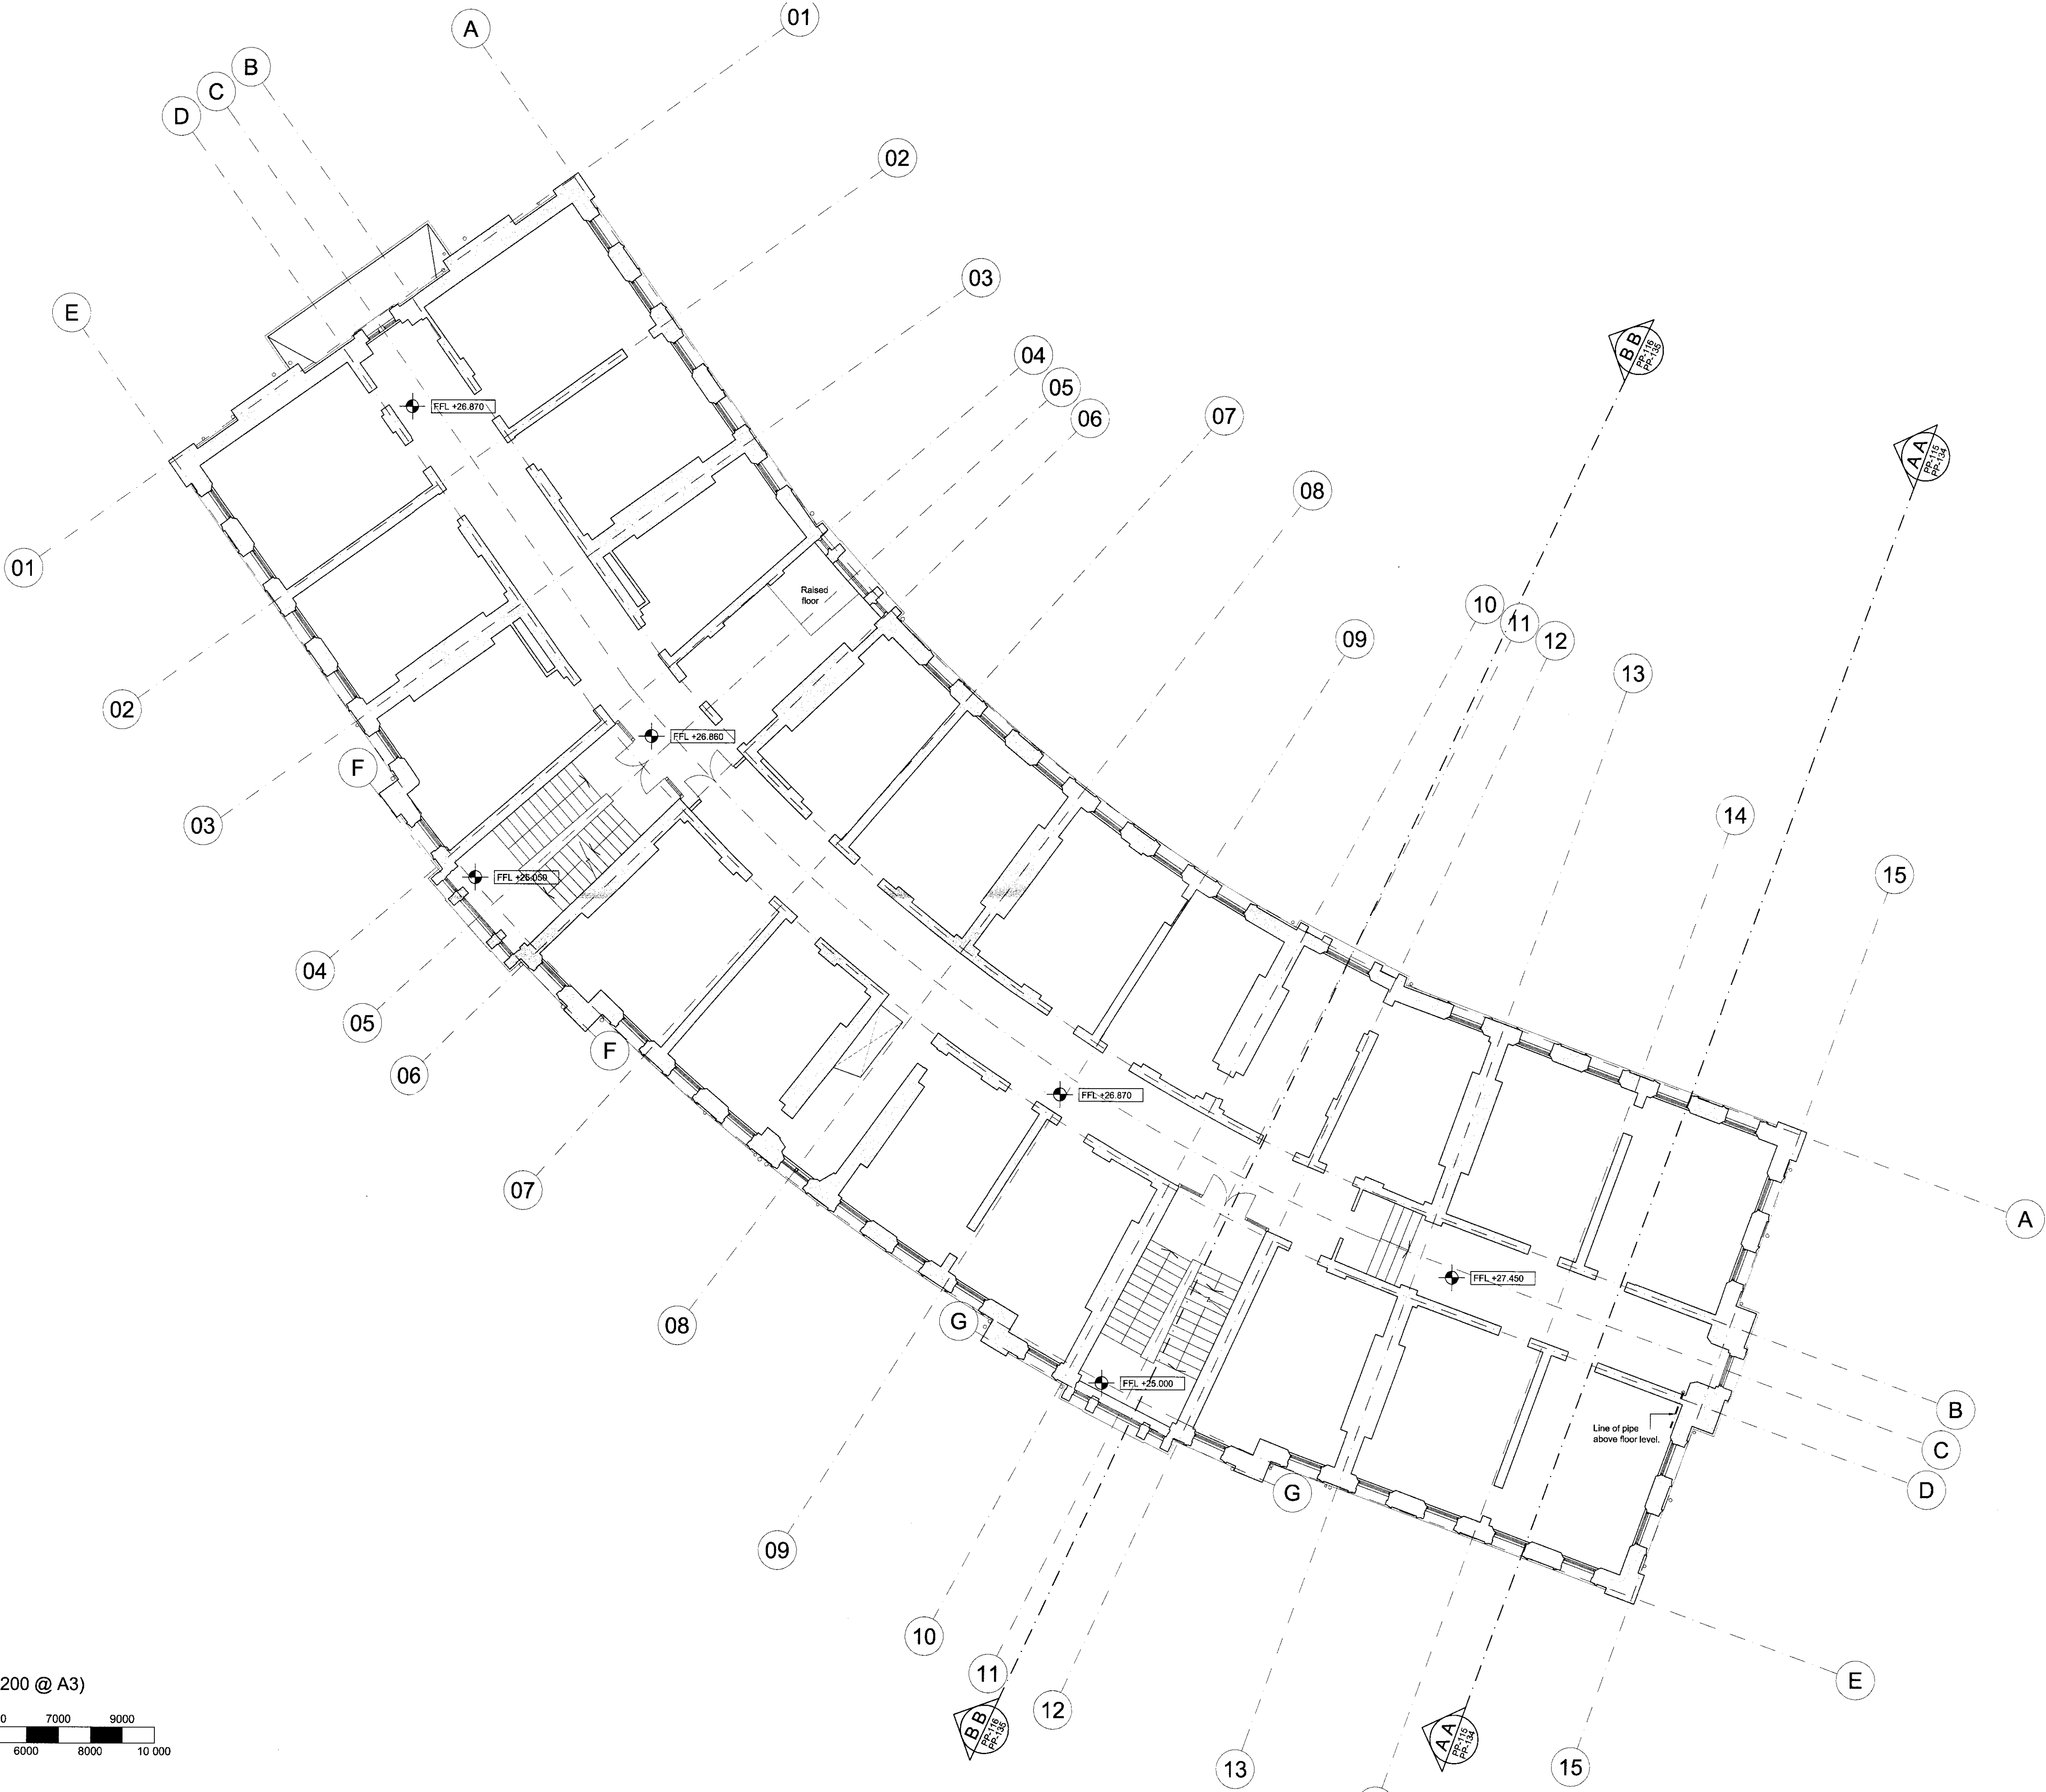 01
A
B
C
D
02
03
E
BB
PP-116
PP-135
04
05
06
07
FFL +26.870
AA
PP-115
PP-134
08
01
Raised
floor
10
11
12
09
13
02
FFL +26.860
F
14
03
FFL +25.050
15
04
05
F
06
FFL +26.870
07
A
FFL +27.450
08
G
FFL +25.000
B
Line of pipe
above floor level.
C
D
G
09
10
11
E
200 @ A3)
12
BB
PP-116
PP-135
AA
PP-115
PP-134
0 7000 9000
6000 8000 10 000
13
15